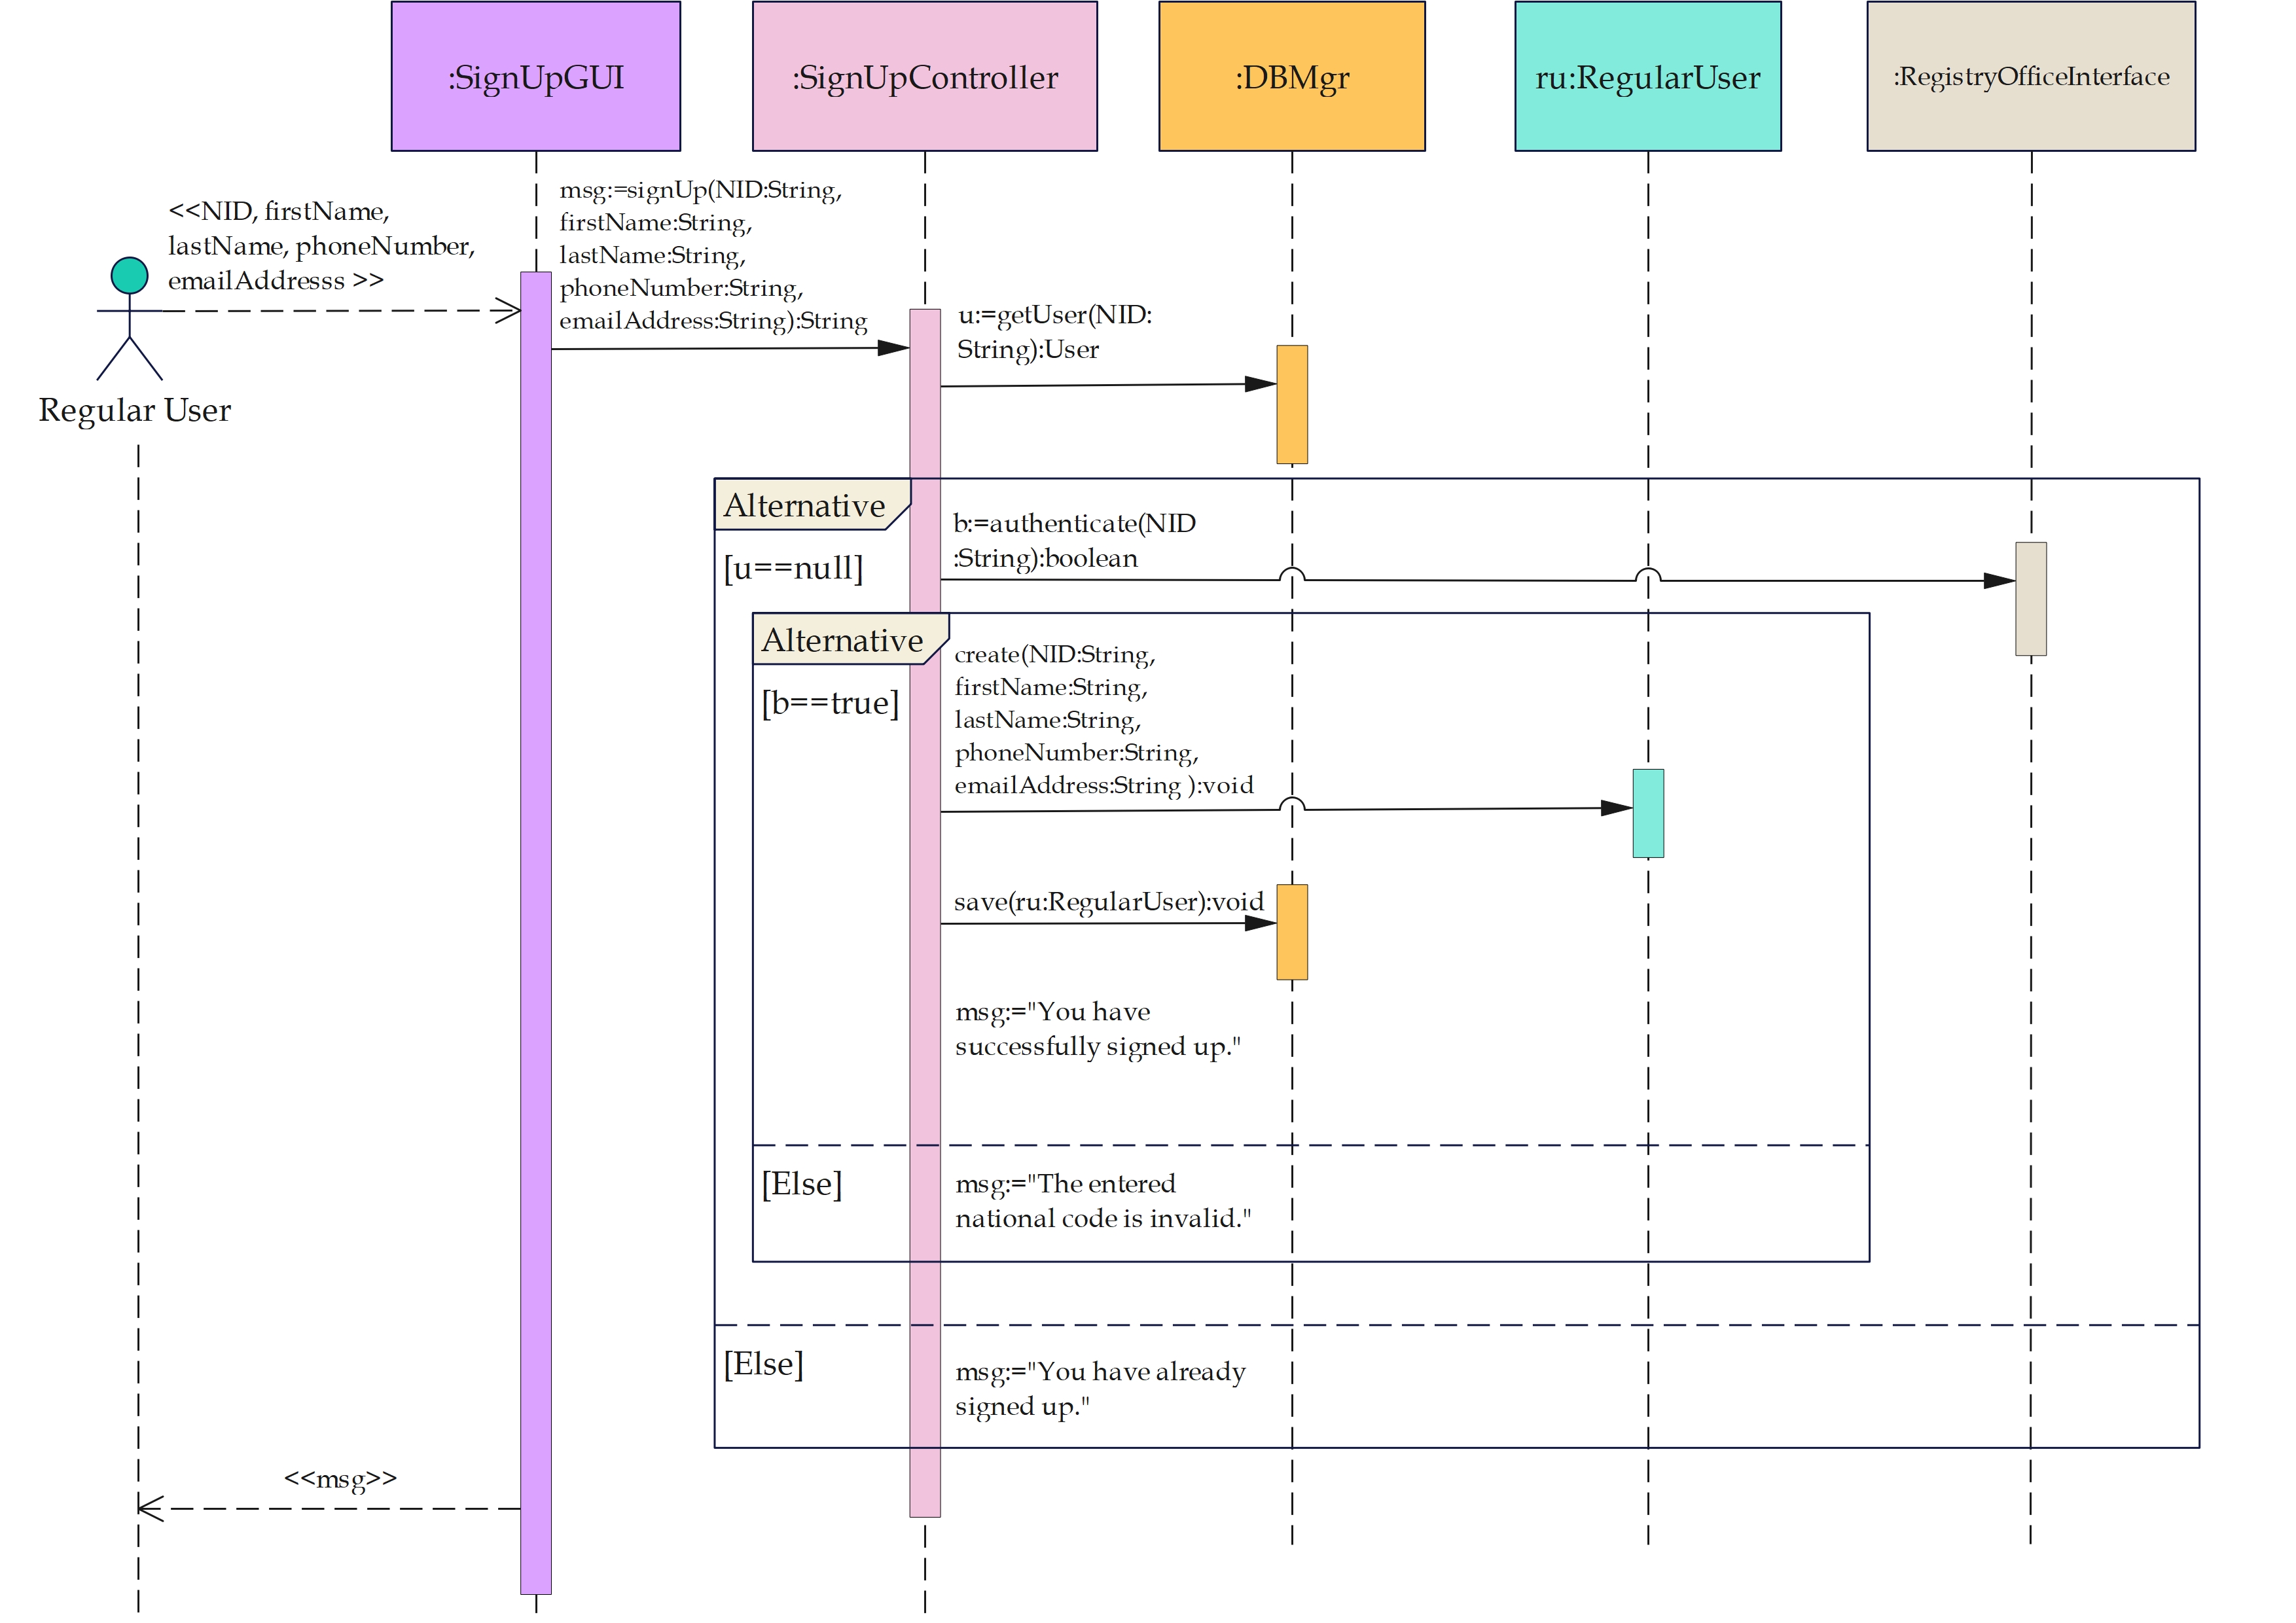 :SignUpGUI
:SignUpController
:DBMgr
ru:RegularUser
:RegistryOfficeInterface
<<NID, firstName,
lastName, phoneNumber,
emailAddresss >>
Regular User
msg:=signUp(NID:String,
firstName:String,
lastName:String,
phoneNumber:String,
emailAddress:String):String
u:=getUser(NID:
String):User
Alternative
[u==null]
b:=authenticate(NID
:String):boolean
Alternative
[b==true]
create(NID:String,
firstName:String,
lastName:String,
phoneNumber:String,
emailAddress:String ):void
save(ru:RegularUser):void
msg:="You have
successfully signed up."
[Else]
msg:="The entered
national code is invalid."
[Else]
msg:="You have already
signed up."
<<msg>>